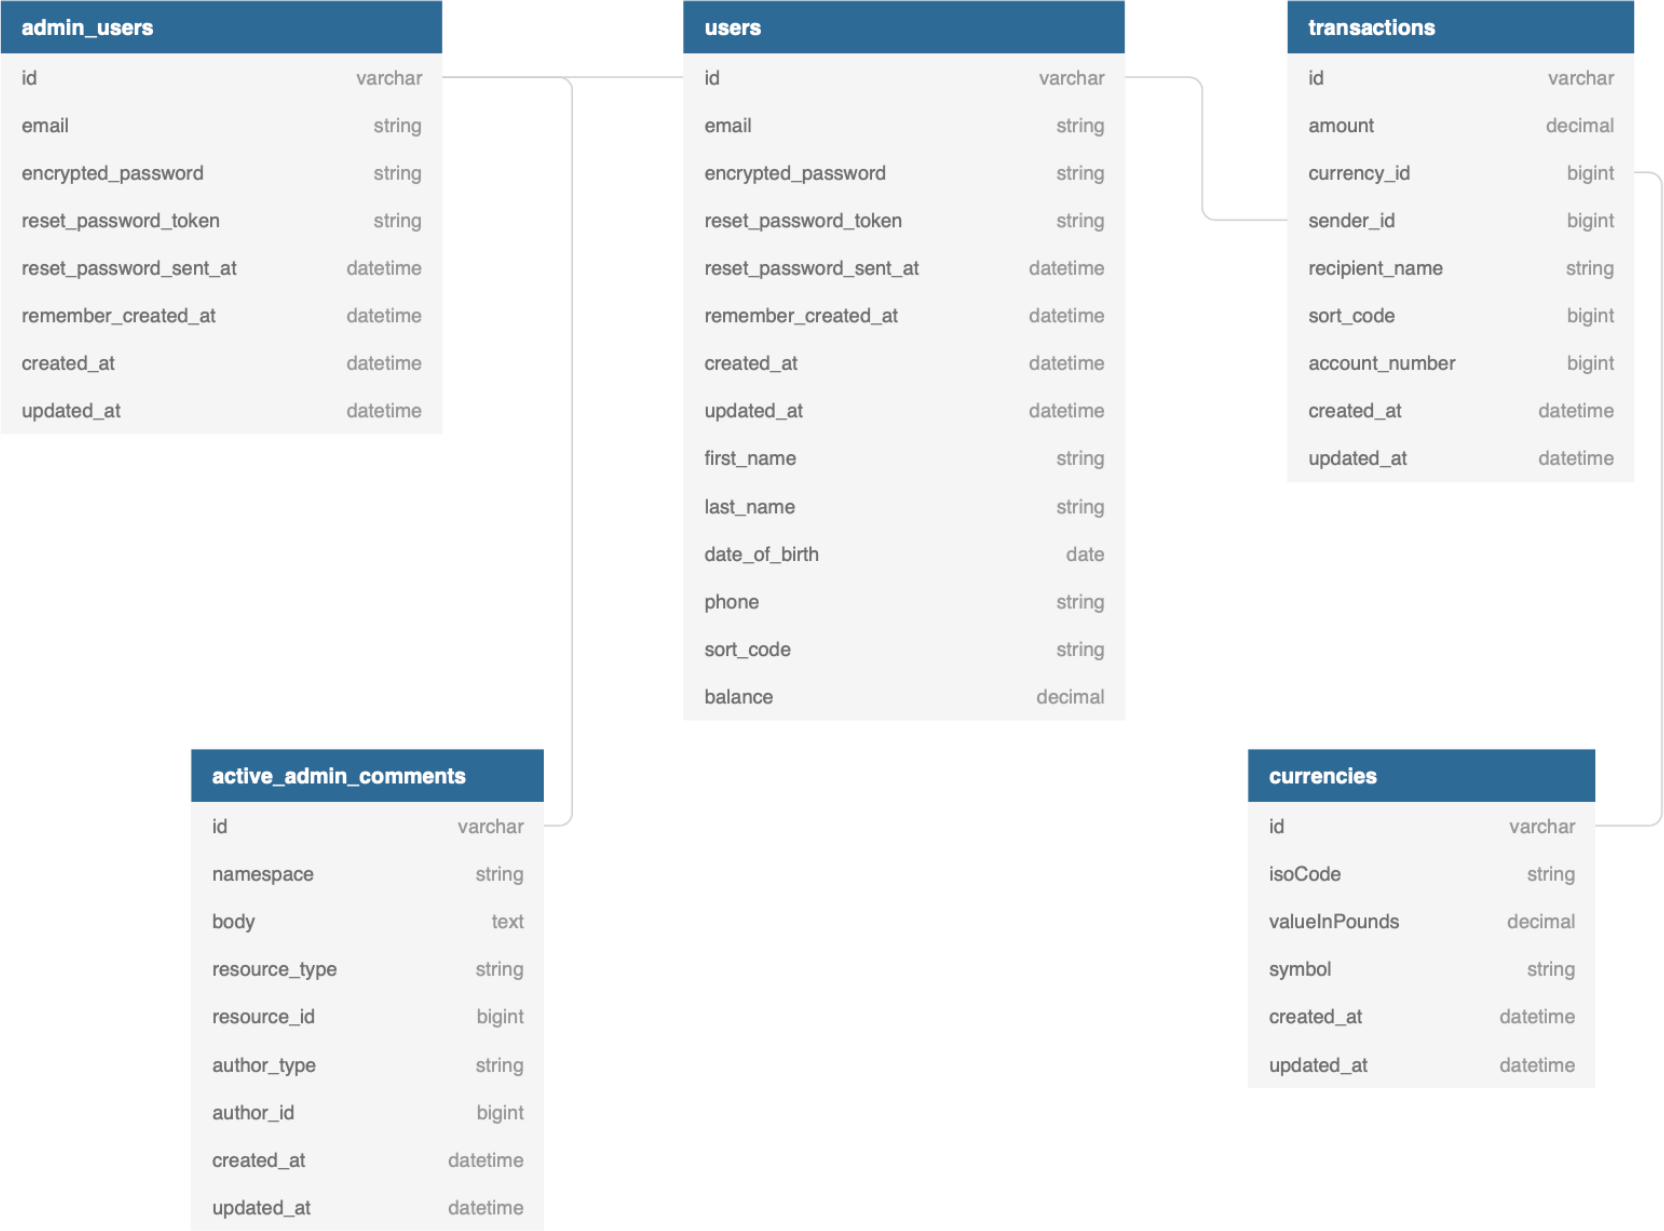 admin_users
id varchar
email string
encrypted_password string
reset_password_token string
reset_password_sent_at datetime
remember_created_at datetime
created_at datetime
updated_at datetime
users
id varchar
email string
encrypted_password string
reset_password_token string
reset_password_sent_at datetime
remember_created_at datetime
created_at datetime
updated_at datetime
first_name string
last_name string
date_of_birth date
phone string
sort_code string
balance decimal
transactions
id varchar
amount decimal
currency_id bigint
sender_id bigint
recipient_name string
sort_code bigint
account_number bigint
created_at datetime
updated_at datetime
active_admin_comments
id varchar
namespace string
body text
resource_type string
resource_id bigint
author_type string
author_id bigint
created_at datetime
updated_at datetime
currencies
id varchar
isoCode string
valueInPounds decimal
symbol string
created_at datetime
updated_at datetime